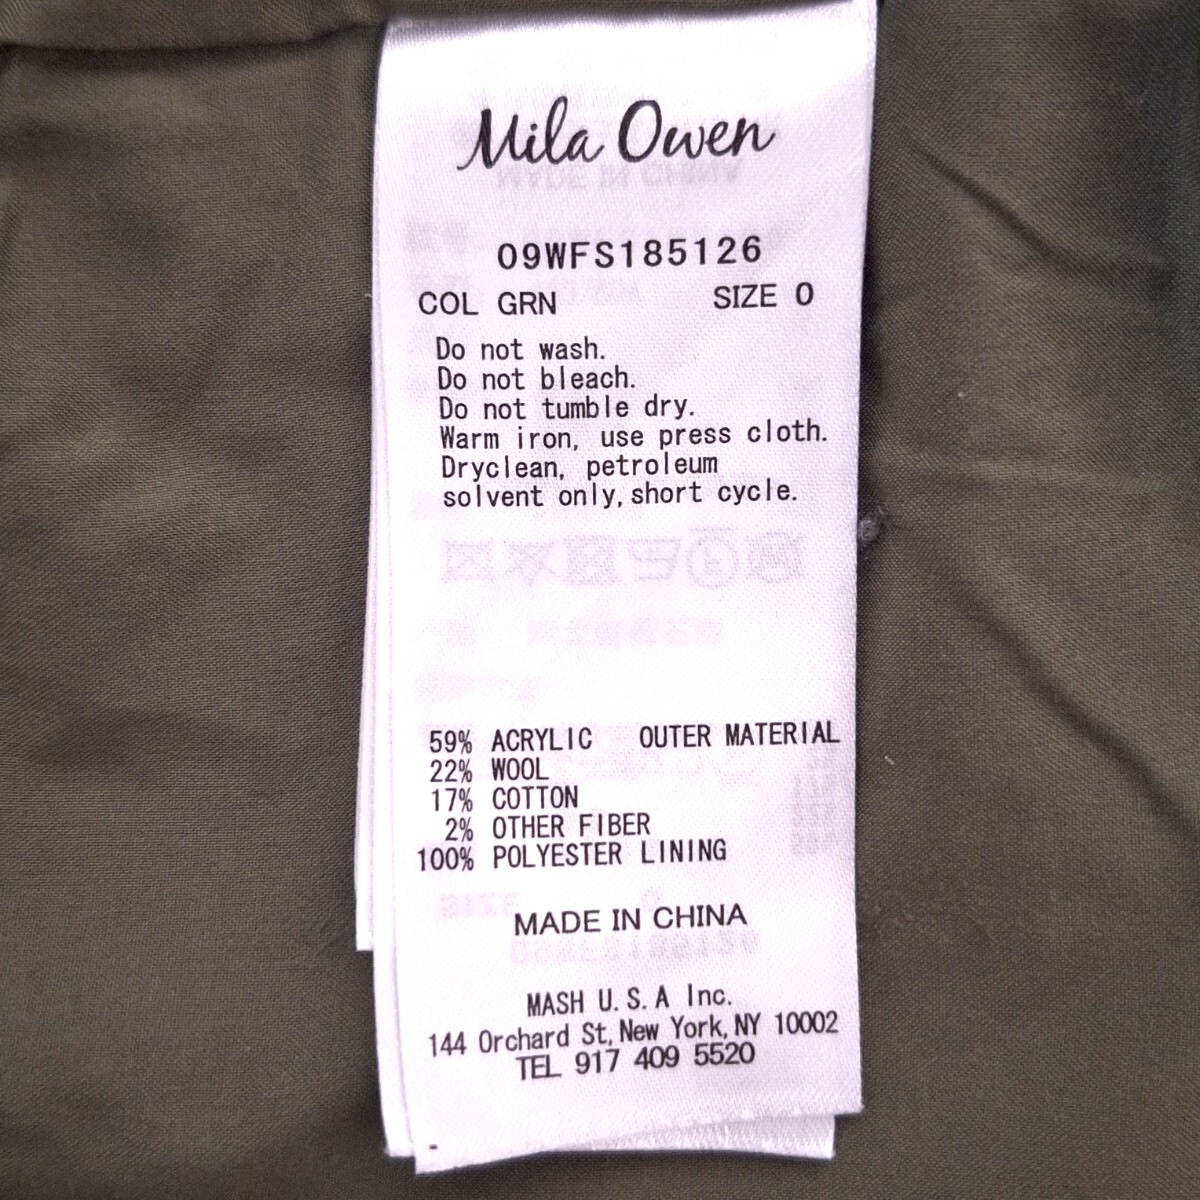 Mila Owen
09WFS185126
COL GRN SIZE 0
Do not wash.
Do not bleach.
Do not tumble dry.
Warm iron, use press cloth.
Dryclean, petroleum
solvent only, short cycle.
59% ACRYLIC OUTER MATERIAL
22% WOOL
17% COTTON
2% OTHER FIBER
100% POLYESTER LINING
MADE IN CHINA
MASH U.S.A Inc.
144 Orchard St, New York, NY 10002
TEL 917 409 5520